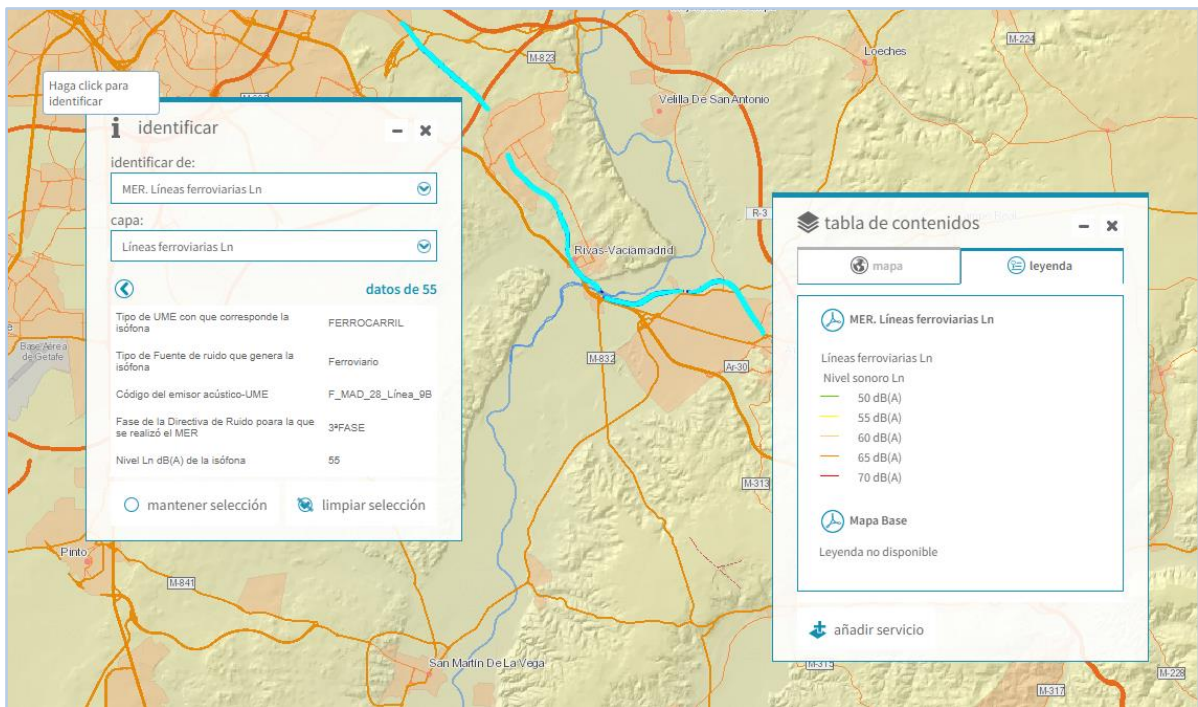 M-823
Loeches
M-224
Haga click para
identificar
Velilla De San Antonio
identificar
identificar de:
MER. Líneas ferroviarias Ln
capa:
Líneas ferroviarias Ln
datos de 55
Tipo de UME con que corresponde la
isófona
FERROCARRIL
Tipo de Fuente de ruido que genera la
isófona
Ferroviario
Código del emisor acústico-UME
F_MAD_28_Línea_9B
Fase de la Directiva de Ruido poara la que
se realizó el MER
3ªFASE
Nivel Ln dB(A) de la isófona
55
mantener selección
limpiar selección
Base Aérea
de Getafe
R-3
Rivas-Vaciamadrid
M-832
Ar-30
M-313
tabla de contenidos
mapa
leyenda
MER. Líneas ferroviarias Ln
Líneas ferroviarias Ln
Nivel sonoro Ln
50 dB(A)
55 dB(A)
60 dB(A)
65 dB(A)
70 dB(A)
Mapa Base
Leyenda no disponible
añadir servicio
Pinto
M-841
San Martín De La Vega
M-315
M-317
M-228